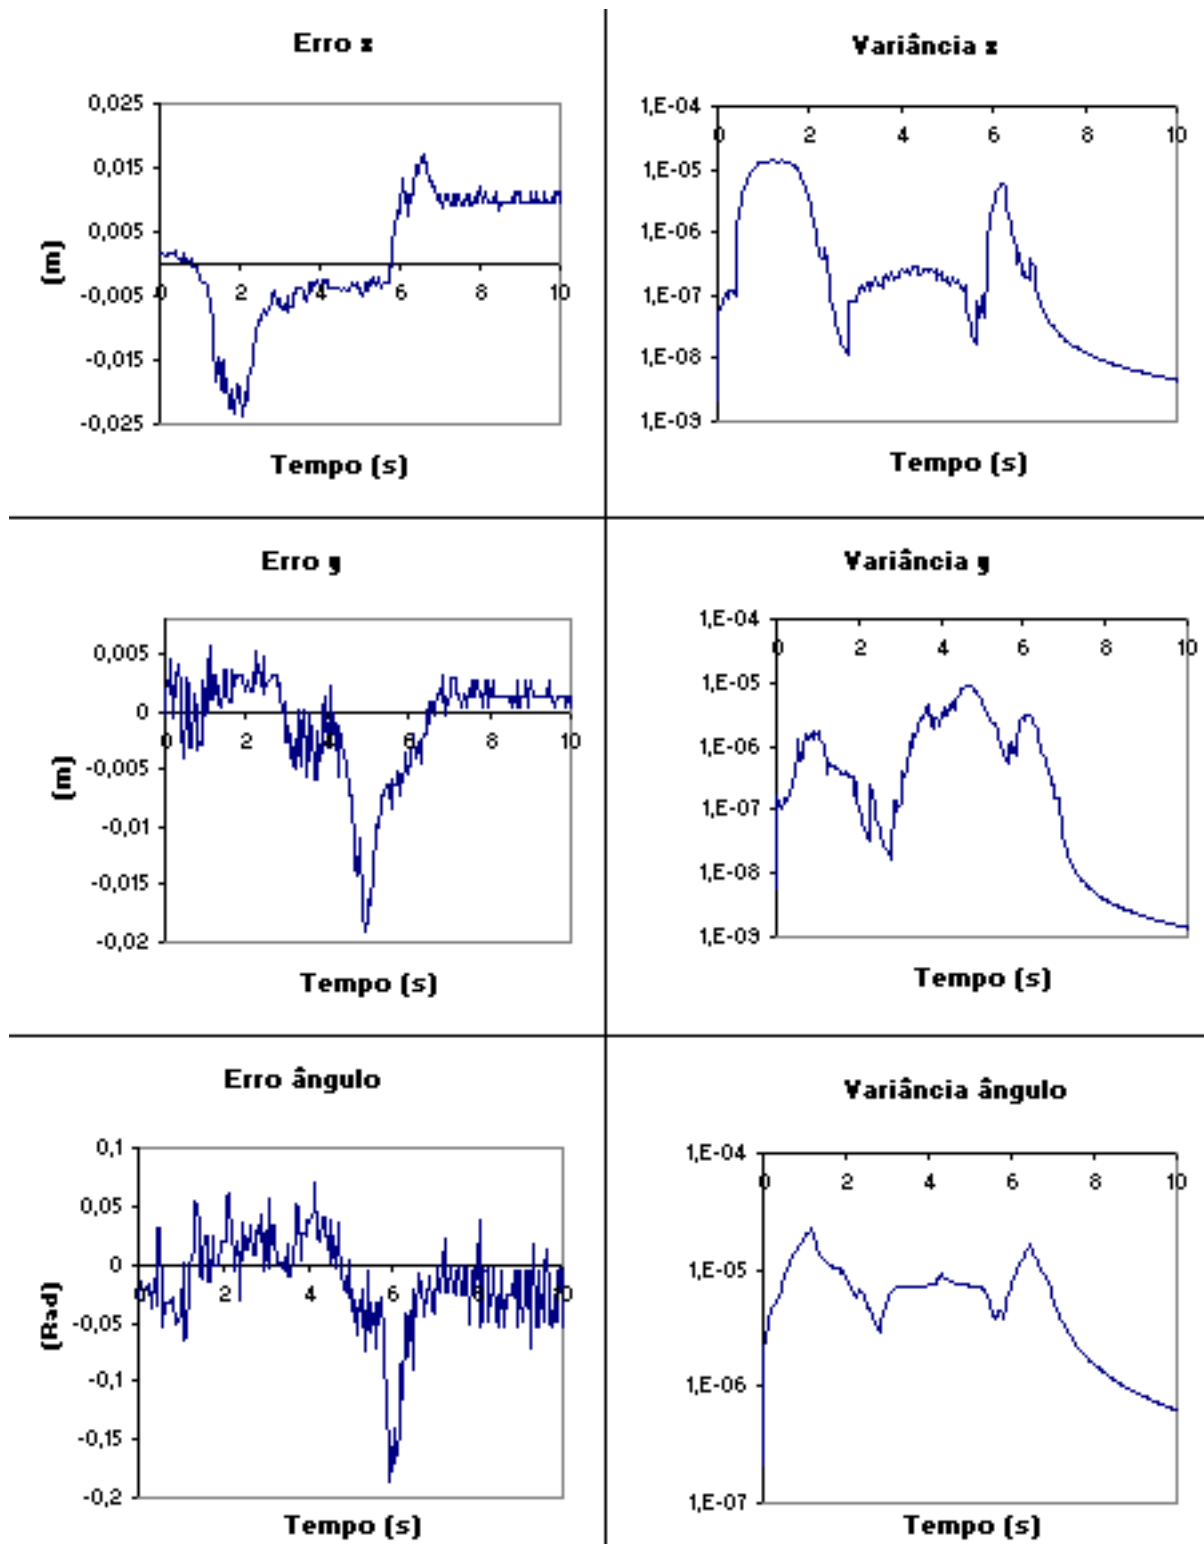 Erro x
0,025
0,015
0,005
-0,005
-0,015
-0,025
0 2 4 6 8 10
(m)
Tempo (s)
Variância x
1,E-04
1,E-05
1,E-06
1,E-07
1,E-08
1,E-09
0 2 4 6 8 10
Tempo (s)
Erro y
0,005
0
-0,005
-0,01
-0,015
-0,02
0 2 4 6 8 10
(m)
Tempo (s)
Variância y
1,E-04
1,E-05
1,E-06
1,E-07
1,E-08
1,E-09
0 2 4 6 8 10
Tempo (s)
Erro ângulo
0,1
0,05
0
-0,05
-0,1
-0,15
-0,2
0 2 4 6 8 10
(Rad)
Tempo (s)
Variância ângulo
1,E-04
1,E-05
1,E-06
1,E-07
0 2 4 6 8 10
Tempo (s)